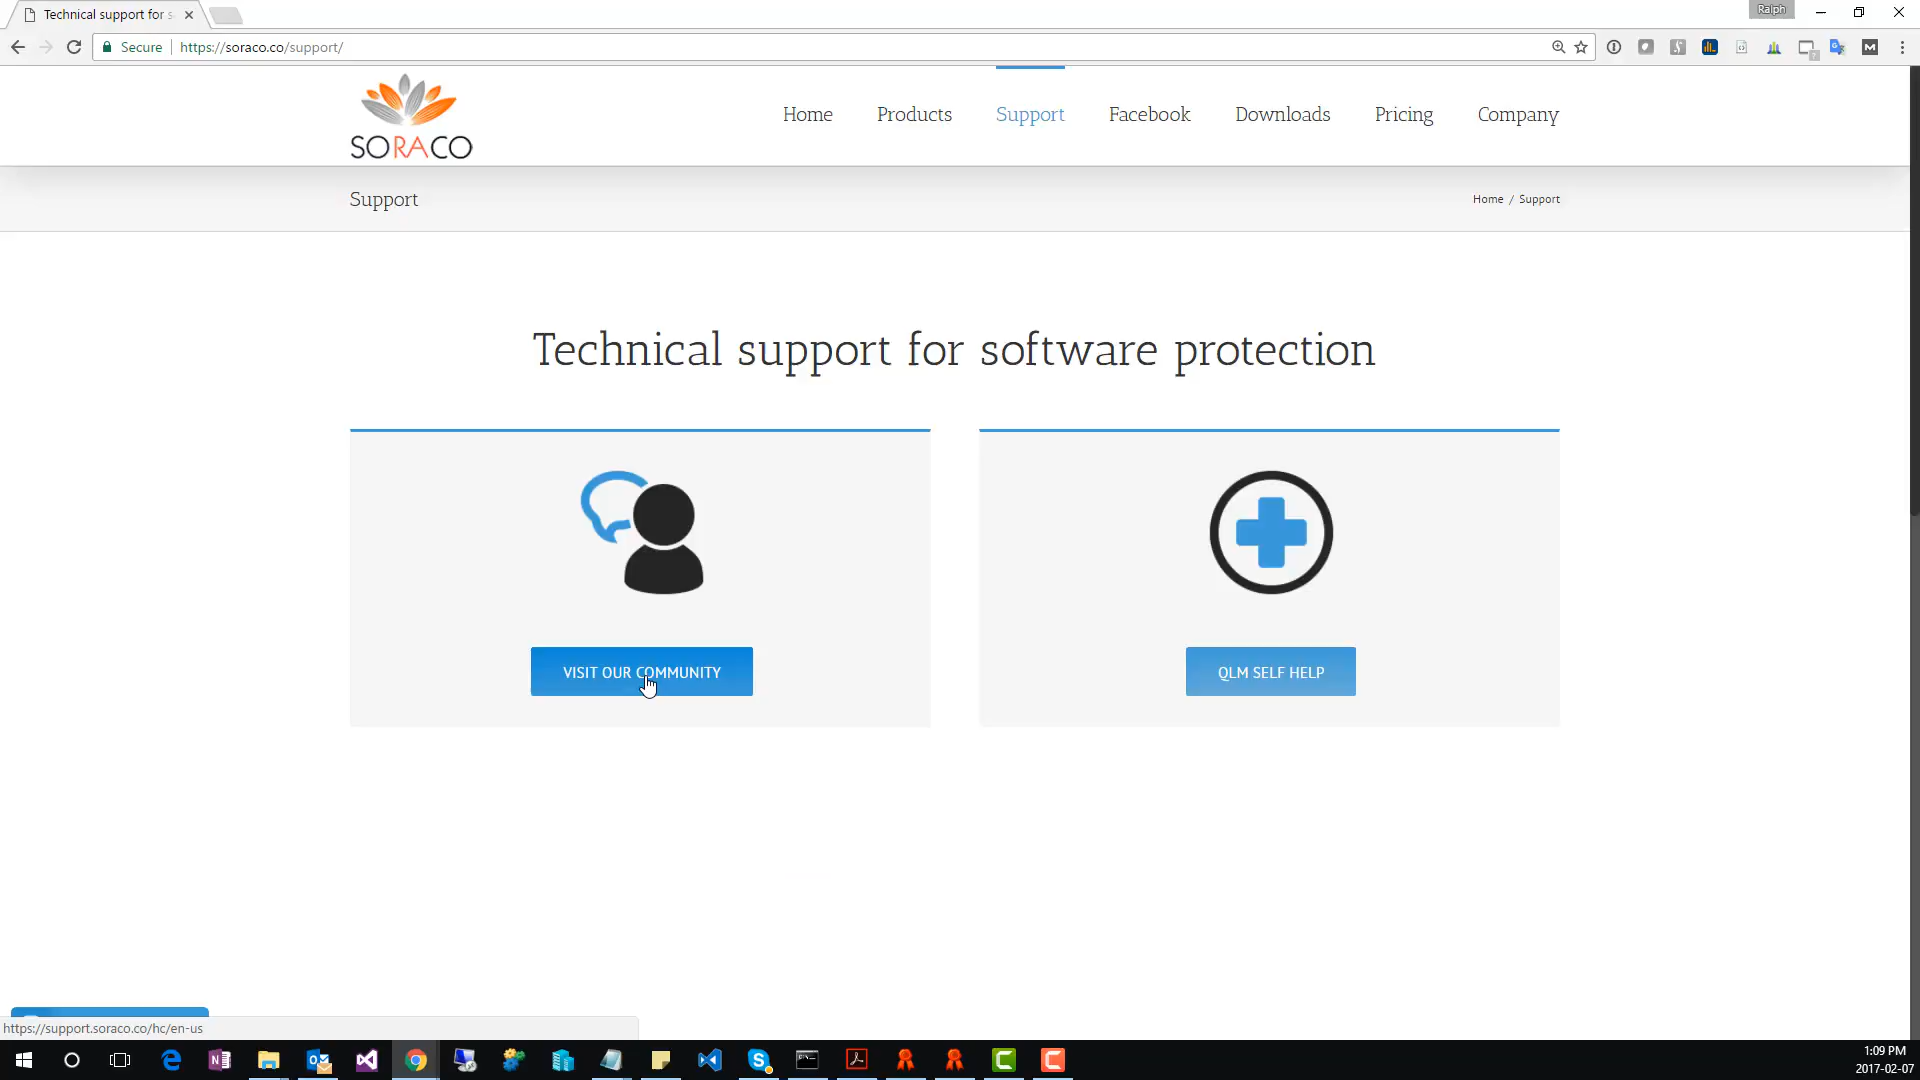 Technical support for s
Ralph
Secure
https://soraco.co/support/
SORACO
Home
Products
Support
Facebook
Downloads
Pricing
Company
Support
Home / Support
Technical support for software protection
VISIT OUR COMMUNITY
QLM SELF HELP
https://support.soraco.co/hc/en-us
1:09 PM
2017-02-07